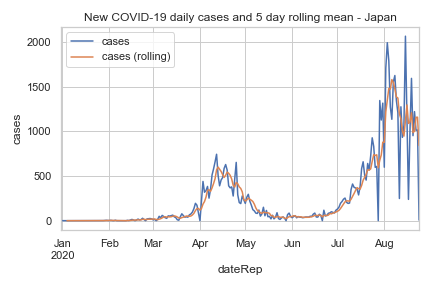 New COVID-19 daily cases and 5 day rolling mean - Japan
cases
cases (rolling)
2000
1500
1000
500
0
cases
Jan Feb Mar Apr May Jun Jul Aug
2020
dateRep